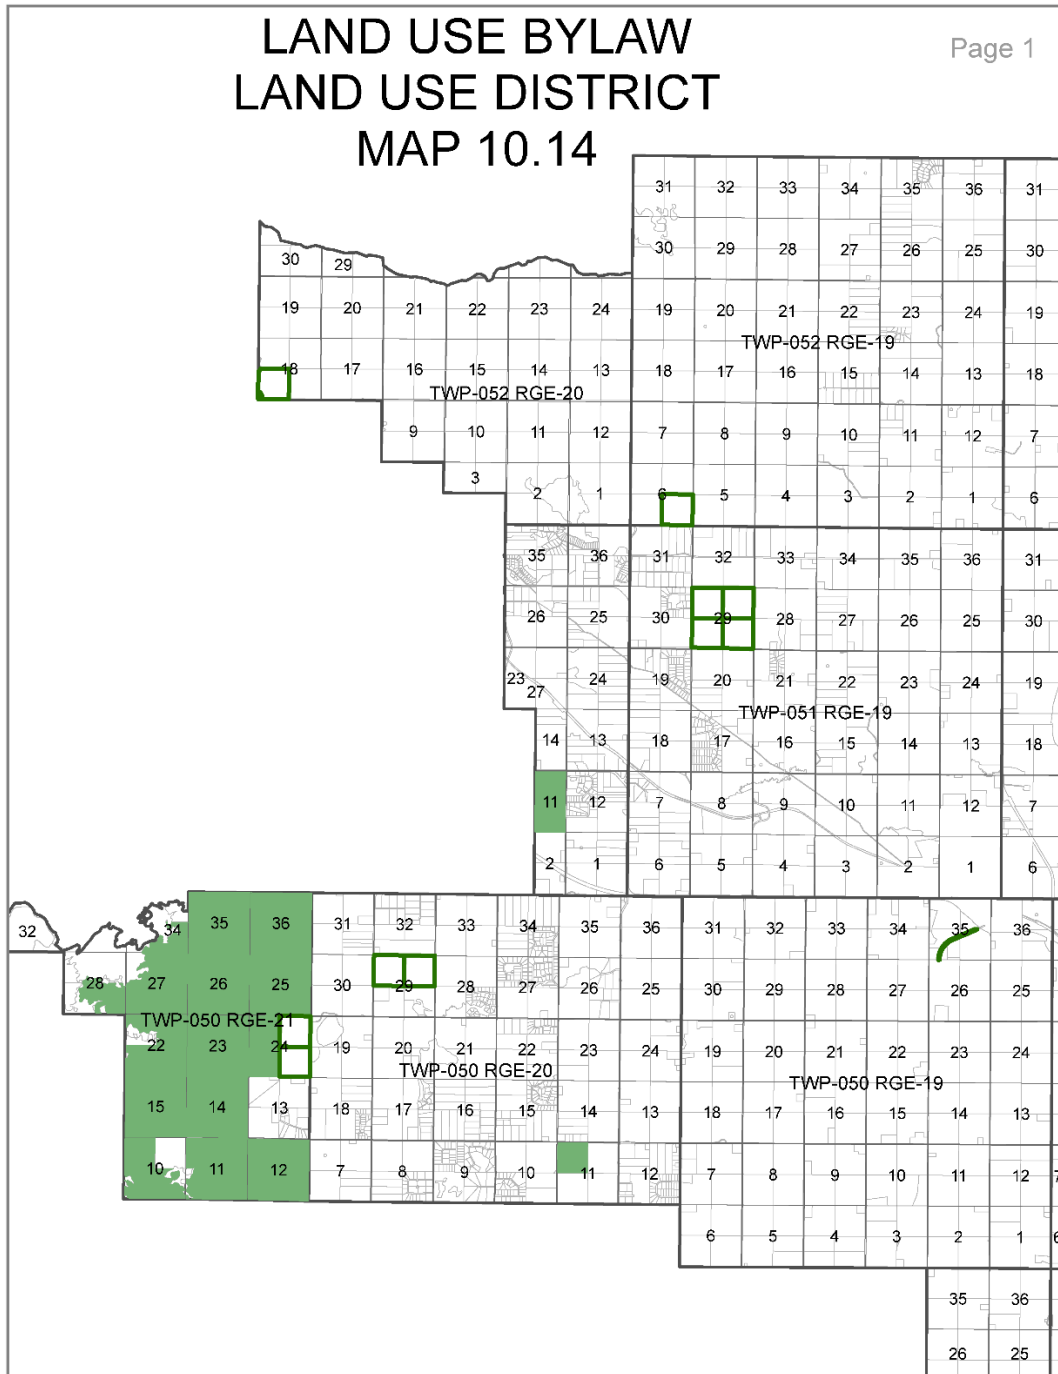 LAND USE BYLAW
Page 1
LAND USE DISTRICT
MAP 10.14
31 32 33 34 35 36 31
30 29 28 27 26 25 30
30 29
19 20 21 22 23 24 19 20 21 22 23 24 19
TWP-052 RGE-19
18 17 16 15 14 13 18 17 16 15 14 13 18
TWP-052 RGE-20
9 10 11 12 7 8 9 10 11 12 7
3 2 1 6 5 4 3 2 1 6
35 36 31 32 33 34 35 36 31
26 25 30 29 28 27 26 25 30
23 24 19 20 21 22 23 24 19
27
TWP-051 RGE-19
14 13 18 17 16 15 14 13 18
11 12 7 8 9 10 11 12 7
2 1 6 5 4 3 2 1 6
32 34 35 36 31 32 33 34 35 36 31 32 33 34 35 36
28 27 26 25 30 29 28 27 26 25 30 29 28 27 26 25
TWP-050 RGE-21
22 23 24 19 20 21 22 23 24 19 20 21 22 23 24
TWP-050 RGE-20
TWP-050 RGE-19
15 14 13 18 17 16 15 14 13 18 17 16 15 14 13
10 11 12 7 8 9 10 11 12 7 8 9 10 11 12 7
6 5 4 3 2 1 6
35 36
26 25